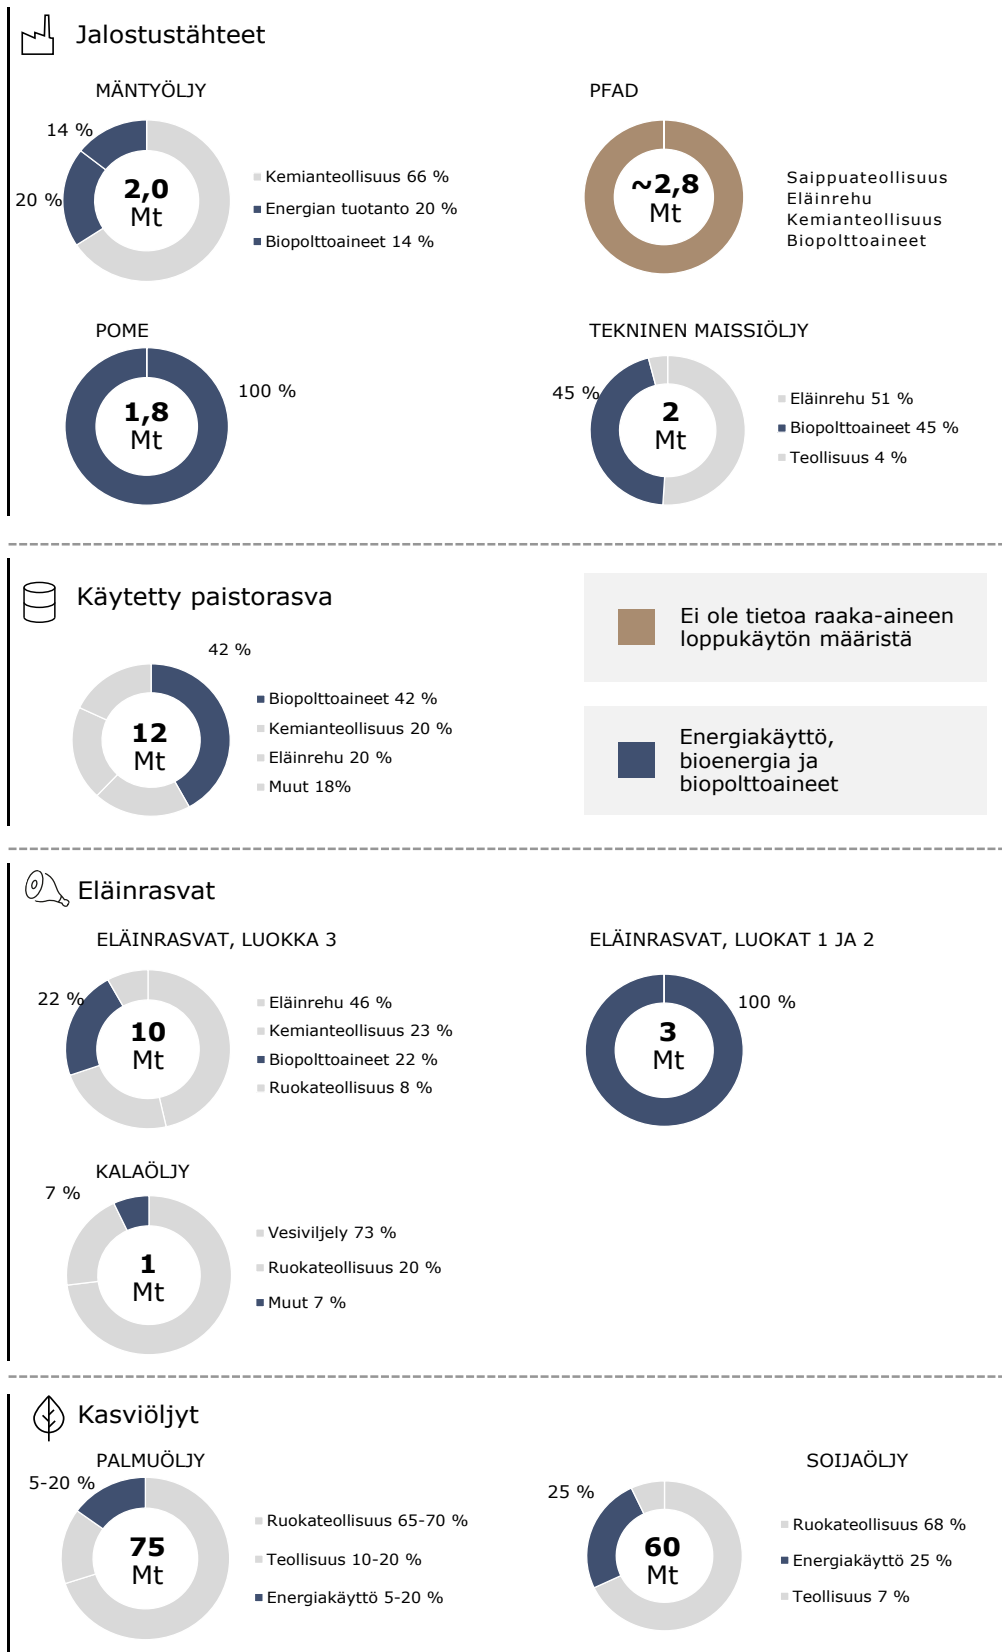 Jalostustähteet
MÄNTYÖLJY
14 %
20 %
2,0
Mt
Kemianteollisuus 66 %
Energian tuotanto 20 %
Biopolttoaineet 14 %
PFAD
~2,8
Mt
Saippuateollisuus
Eläinrehu
Kemianteollisuus
Biopolttoaineet
POME
1,8
Mt
100 %
TEKNINEN MAISSIÖLJY
45 %
2
Mt
Eläinrehu 51 %
Biopolttoaineet 45 %
Teollisuus 4 %
Käytetty paistorasva
42 %
12
Mt
Biopolttoaineet 42 %
Kemianteollisuus 20 %
Eläinrehu 20 %
Muut 18%
Ei ole tietoa raaka-aineen
loppukäytön määristä
Energiakäyttö,
bioenergia ja
biopolttoaineet
Eläinrasvat
ELÄINRASVAT, LUOKKA 3
22 %
10
Mt
Eläinrehu 46 %
Kemianteollisuus 23 %
Biopolttoaineet 22 %
Ruokateollisuus 8 %
ELÄINRASVAT, LUOKAT 1 JA 2
3
Mt
100 %
KALAÖLJY
7 %
1
Mt
Vesiviljely 73 %
Ruokateollisuus 20 %
Muut 7 %
Kasviöljyt
PALMUÖLJY
5-20 %
75
Mt
Ruokateollisuus 65-70 %
Teollisuus 10-20 %
Energiakäyttö 5-20 %
SOIJAÖLJY
25 %
60
Mt
Ruokateollisuus 68 %
Energiakäyttö 25 %
Teollisuus 7 %